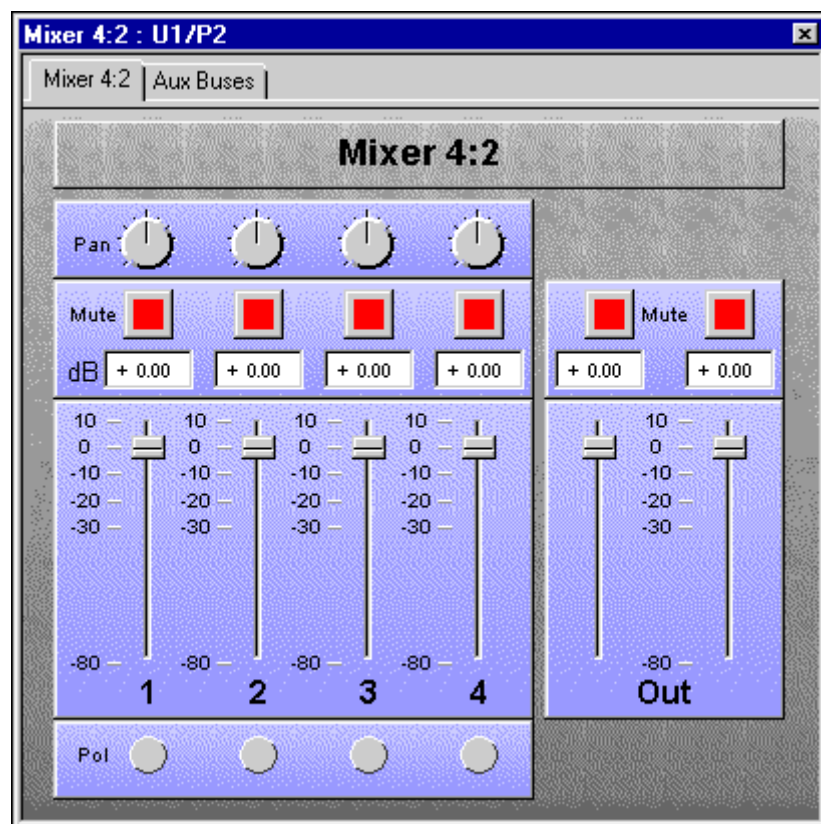 Mixer 4:2 : U1/P2
Mixer 4:2 Aux Buses
Mixer 4:2
Pan
Mute Mute
dB + 0.00 + 0.00 + 0.00 + 0.00 + 0.00 + 0.00
10 10 10 10 10
0 0 0 0 0
-10 -10 -10 -10 -10
-20 -20 -20 -20 -20
-30 -30 -30 -30 -30
-80 -80 -80 -80 -80
1 2 3 4 Out
Pol